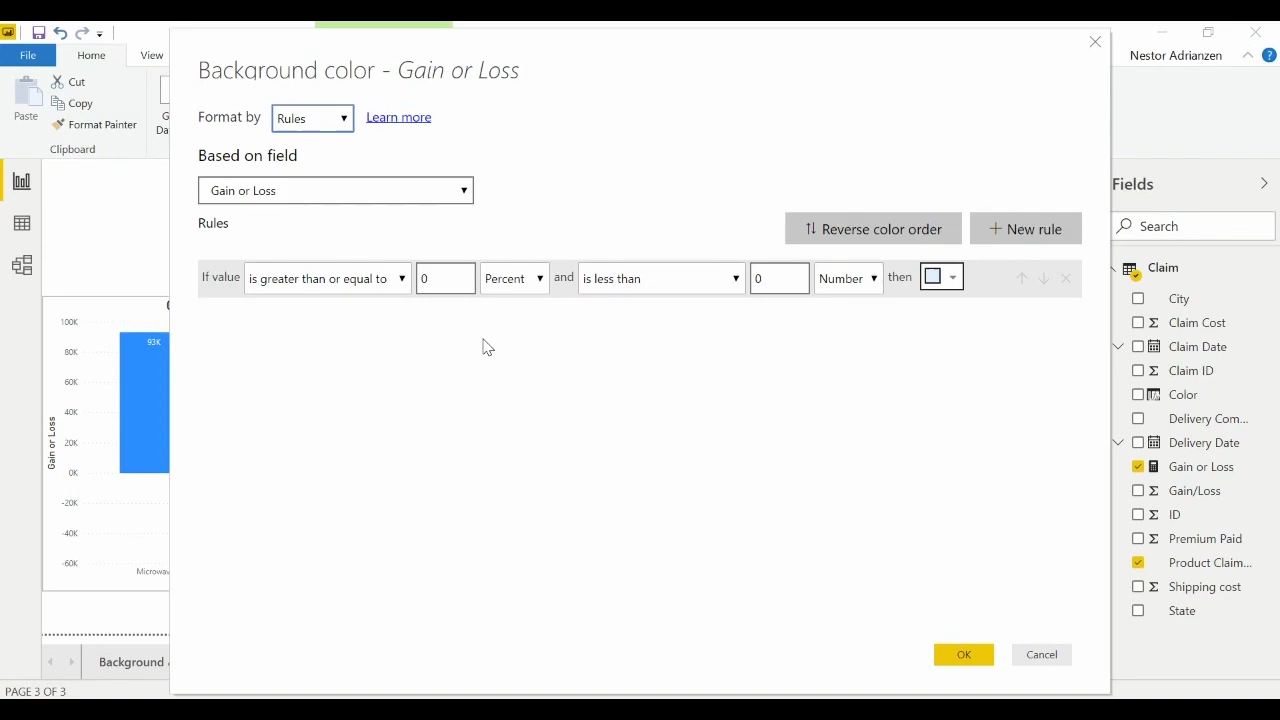 Nestor Adrianzen
File
Home
View
Paste
Cut
Copy
Format Painter
Clipboard
Background color - Gain or Loss
Format by
Rules
Learn more
Based on field
Gain or Loss
Rules
Reverse color order
New rule
If value is greater than or equal to 0 Percent and is less than 0 Number then
OK
Cancel
100K
93K
80K
60K
40K
20K
0K
-20K
-40K
-60K
Gain or Loss
Fields
Search
Claim
City
Claim Cost
Claim Date
Claim ID
Color
Delivery Com...
Delivery Date
Gain or Loss
Gain/Loss
ID
Premium Paid
Product Claim...
Shipping cost
State
Background
PAGE 3 OF 3